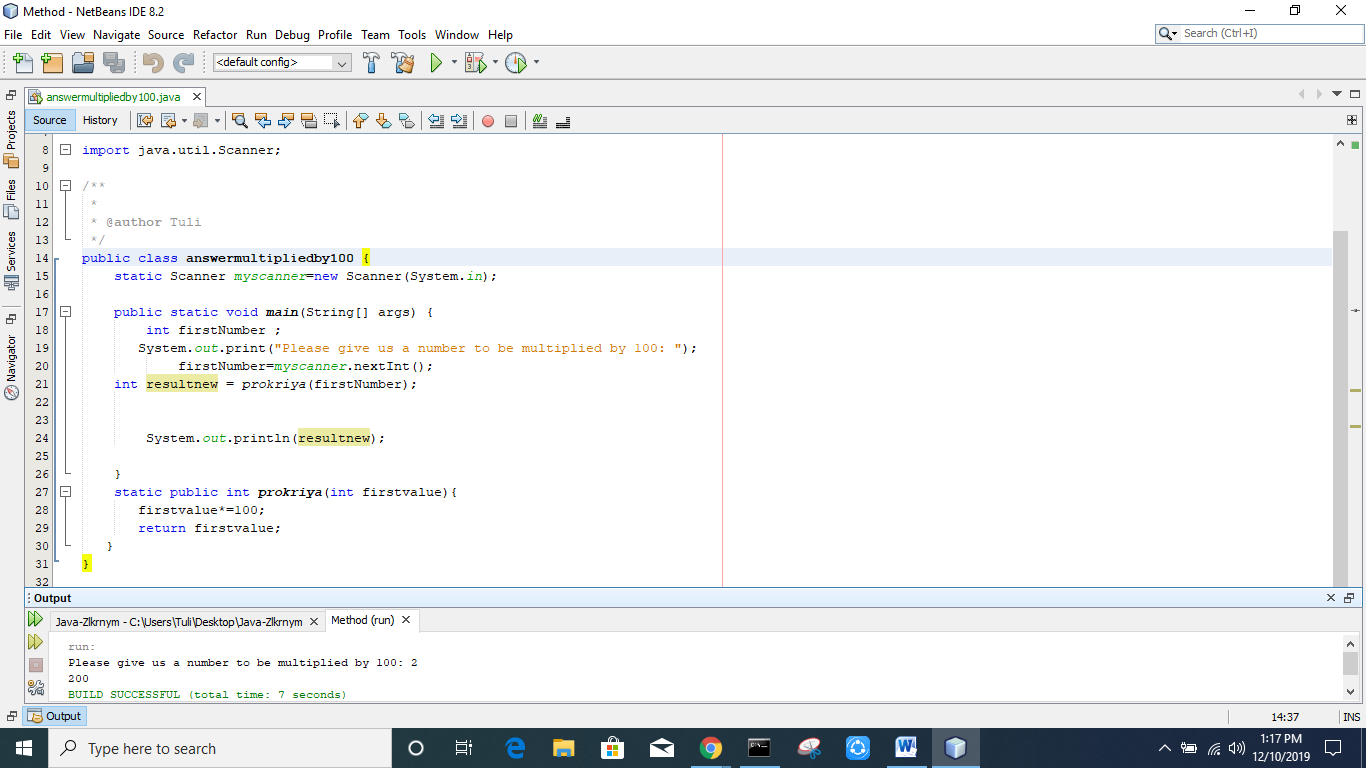 Method - NetBeans IDE 8.2
File Edit View Navigate Source Refactor Run Debug Profile Team Tools Window Help
Search (Ctrl+I)
<default config>
answermultipliedby100.java
Source History
Projects
Files
Services
Navigator
8 import java.util.Scanner;
9
10 /**
11 *
12 * @author Tuli
13 */
14 public class answermultipliedby100 {
15 static Scanner myscanner=new Scanner(System.in);
16
17 public static void main(String[] args) {
18 int firstNumber ;
19 System.out.print("Please give us a number to be multiplied by 100: ");
20 firstNumber=myscanner.nextInt();
21 int resultnew = prokriya(firstNumber);
22
23
24 System.out.println(resultnew);
25
26 }
27 static public int prokriya(int firstvalue){
28 firstvalue*=100;
29 return firstvalue;
30 }
31 }
32
Output
Java-Zlkrnym - C:\Users\Tuli\Desktop\Java-Zlkrnym
Method (run)
run:
Please give us a number to be multiplied by 100: 2
200
BUILD SUCCESSFUL (total time: 7 seconds)
Output
14:37 INS
Type here to search
1:17 PM
12/10/2019